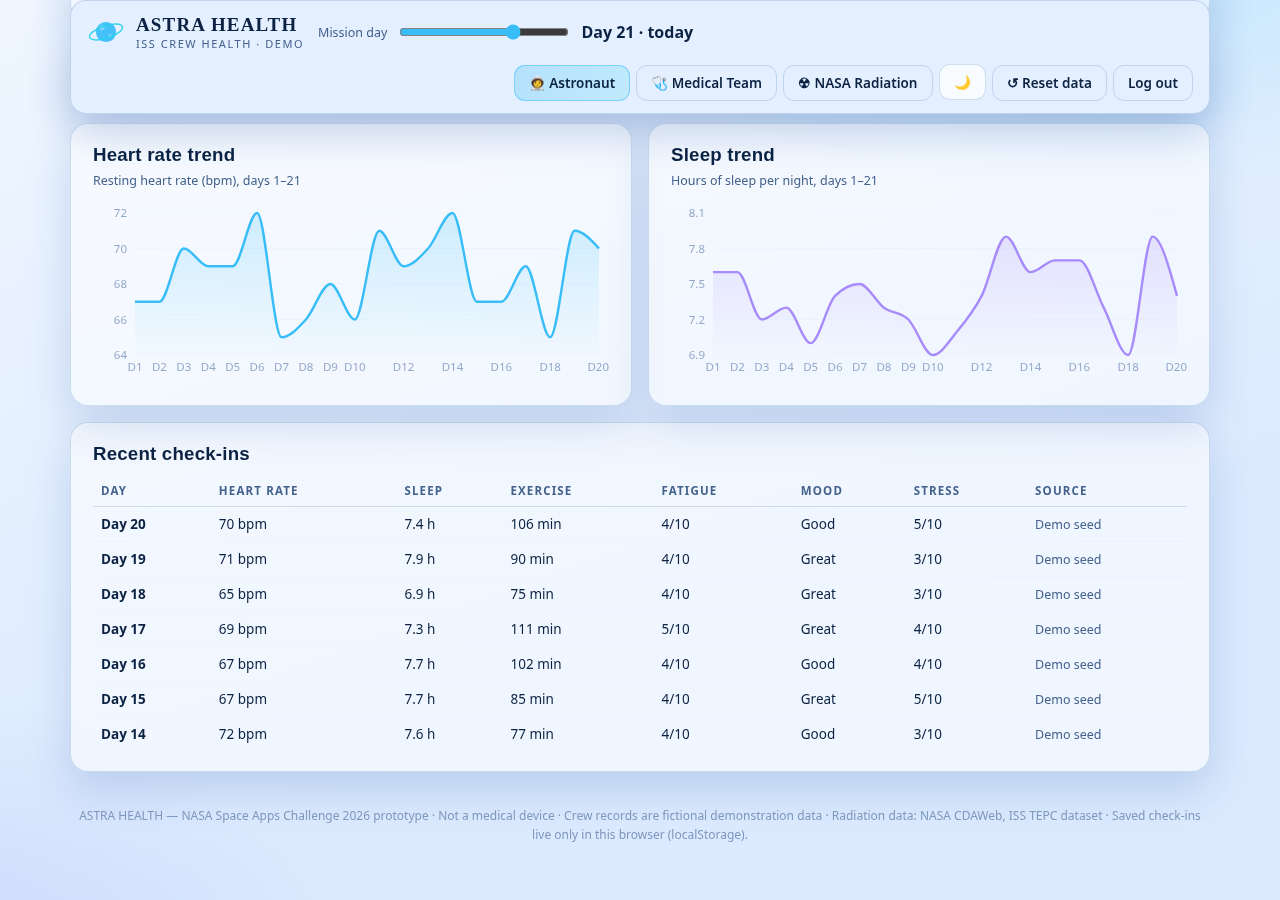 ASTRA HEALTH
ISS CREW HEALTH · DEMO
Mission day
Day 21 · today
🧑‍🚀 Astronaut
🩺 Medical Team
☢ NASA Radiation
🌙
↺ Reset data
Log out
Heart rate trend
Resting heart rate (bpm), days 1–21
72
70
68
66
64
D1 D2 D3 D4 D5 D6 D7 D8 D9 D10 D12 D14 D16 D18 D20
Sleep trend
Hours of sleep per night, days 1–21
8.1
7.8
7.5
7.2
6.9
D1 D2 D3 D4 D5 D6 D7 D8 D9 D10 D12 D14 D16 D18 D20
Recent check-ins
DAY HEART RATE SLEEP EXERCISE FATIGUE MOOD STRESS SOURCE
Day 20 70 bpm 7.4 h 106 min 4/10 Good 5/10 Demo seed
Day 19 71 bpm 7.9 h 90 min 4/10 Great 3/10 Demo seed
Day 18 65 bpm 6.9 h 75 min 4/10 Great 3/10 Demo seed
Day 17 69 bpm 7.3 h 111 min 5/10 Great 4/10 Demo seed
Day 16 67 bpm 7.7 h 102 min 4/10 Good 4/10 Demo seed
Day 15 67 bpm 7.7 h 85 min 4/10 Great 5/10 Demo seed
Day 14 72 bpm 7.6 h 77 min 4/10 Good 3/10 Demo seed
ASTRA HEALTH — NASA Space Apps Challenge 2026 prototype · Not a medical device · Crew records are fictional demonstration data · Radiation data: NASA CDAWeb, ISS TEPC dataset · Saved check-ins
live only in this browser (localStorage).